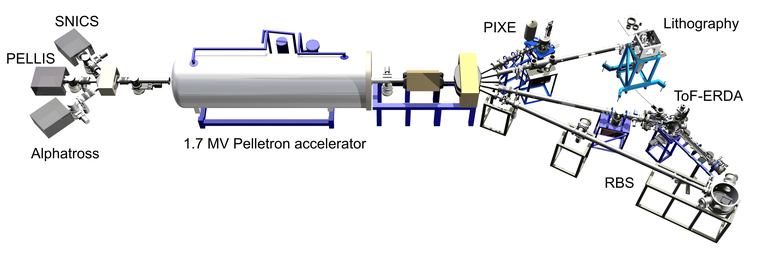 SNICS
PELLIS
Alphatross
1.7 MV Pelletron accelerator
PIXE
Lithography
ToF-ERDA
RBS